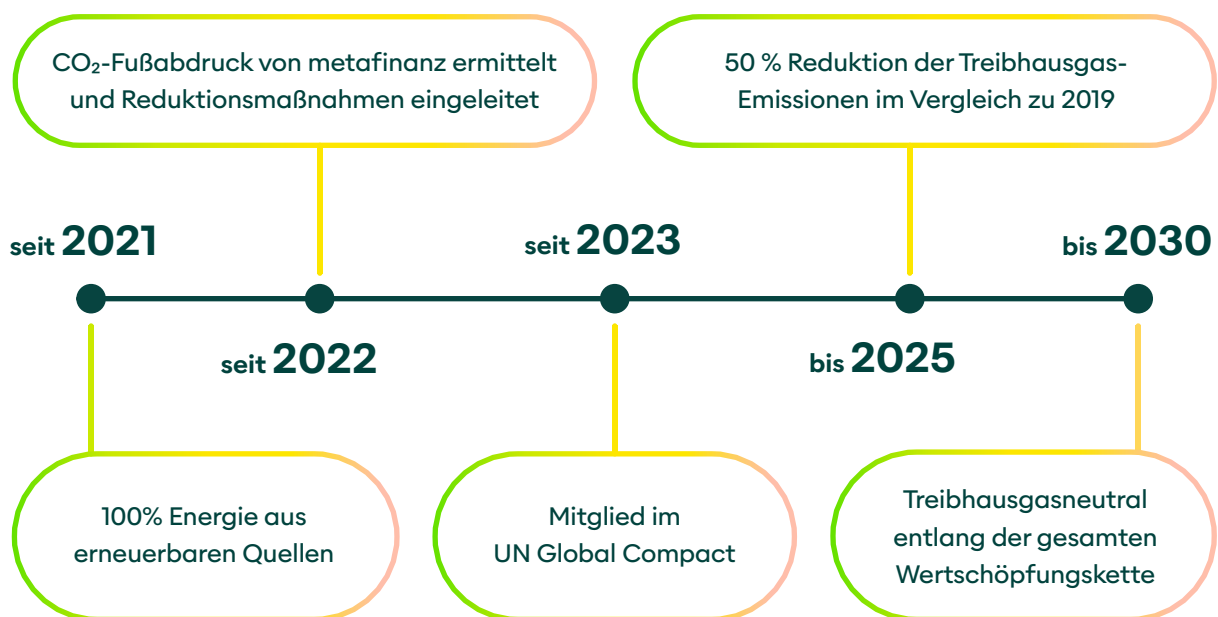 CO₂-Fußabdruck von metafinanz ermittelt
und Reduktionsmaßnahmen eingeleitet
50 % Reduktion der Treibhausgas-
Emissionen im Vergleich zu 2019
seit 2021
seit 2023
bis 2030
seit 2022
bis 2025
100% Energie aus
erneuerbaren Quellen
Mitglied im
UN Global Compact
Treibhausgasneutral
entlang der gesamten
Wertschöpfungskette